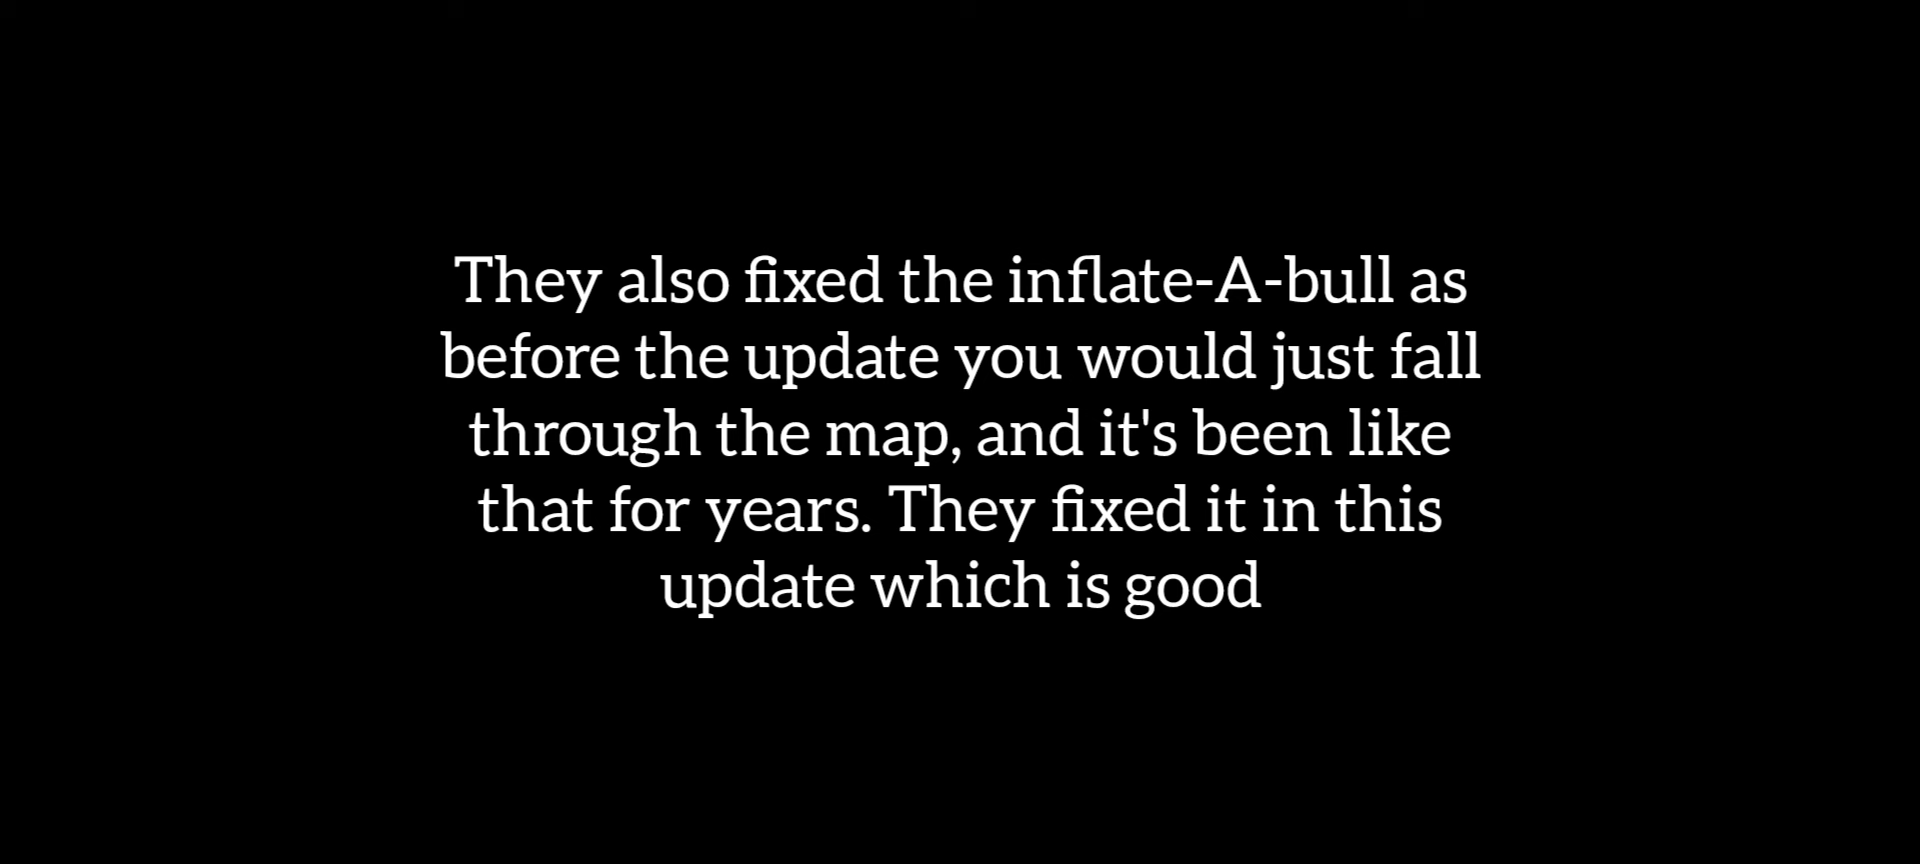 They also fixed the inflate-A-bull as
before the update you would just fall
through the map, and it's been like
that for years. They fixed it in this
update which is good